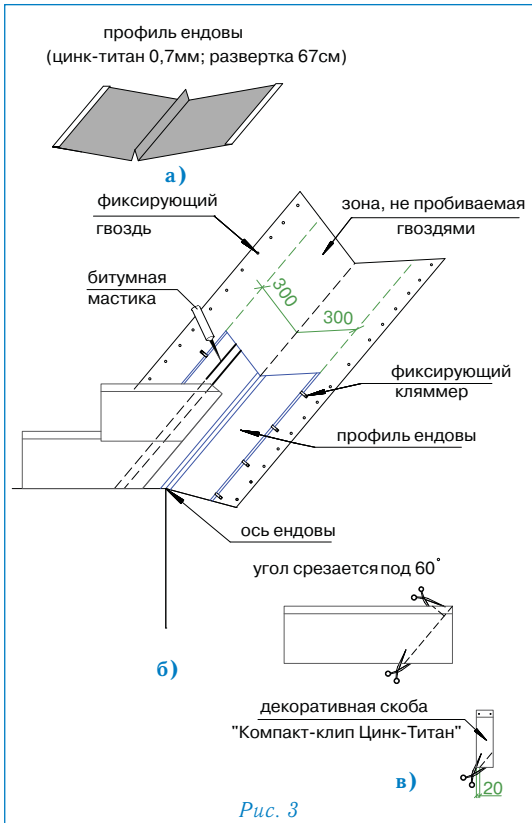 профиль ендовы
(цинк-титан 0,7мм; развертка 67см)
а)
фиксирующий
гвоздь
зона, не пробиваемая
гвоздями
битумная
мастика
300
300
фиксирующий
кляммер
профиль ендовы
ось ендовы
угол срезается под 60°
б)
декоративная скоба
"Компакт-клип Цинк-Титан"
в)
20
Рис. 3